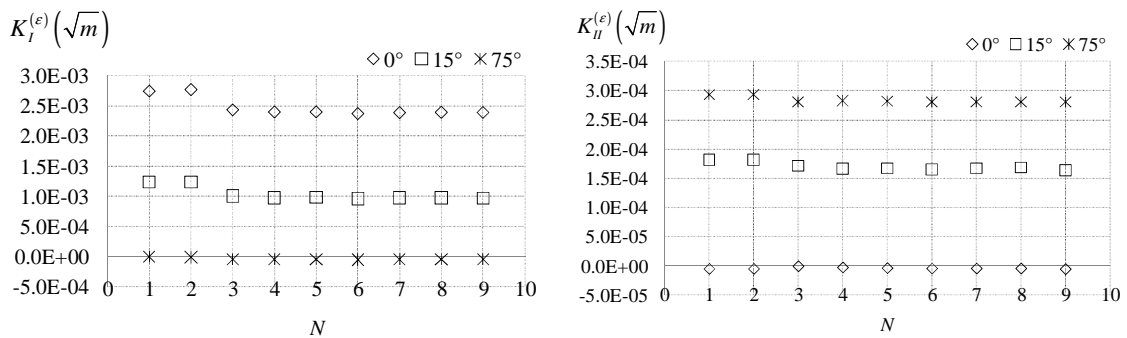 K_I^(ε) (√m)
◇ 0° □ 15° ✳ 75°
3.0E-03
2.5E-03
2.0E-03
1.5E-03
1.0E-03
5.0E-04
0.0E+00
-5.0E-04
0 1 2 3 4 5 6 7 8 9 10
N
K_II^(ε) (√m)
◇ 0° □ 15° ✳ 75°
3.5E-04
3.0E-04
2.5E-04
2.0E-04
1.5E-04
1.0E-04
5.0E-05
0.0E+00
-5.0E-05
0 1 2 3 4 5 6 7 8 9 10
N